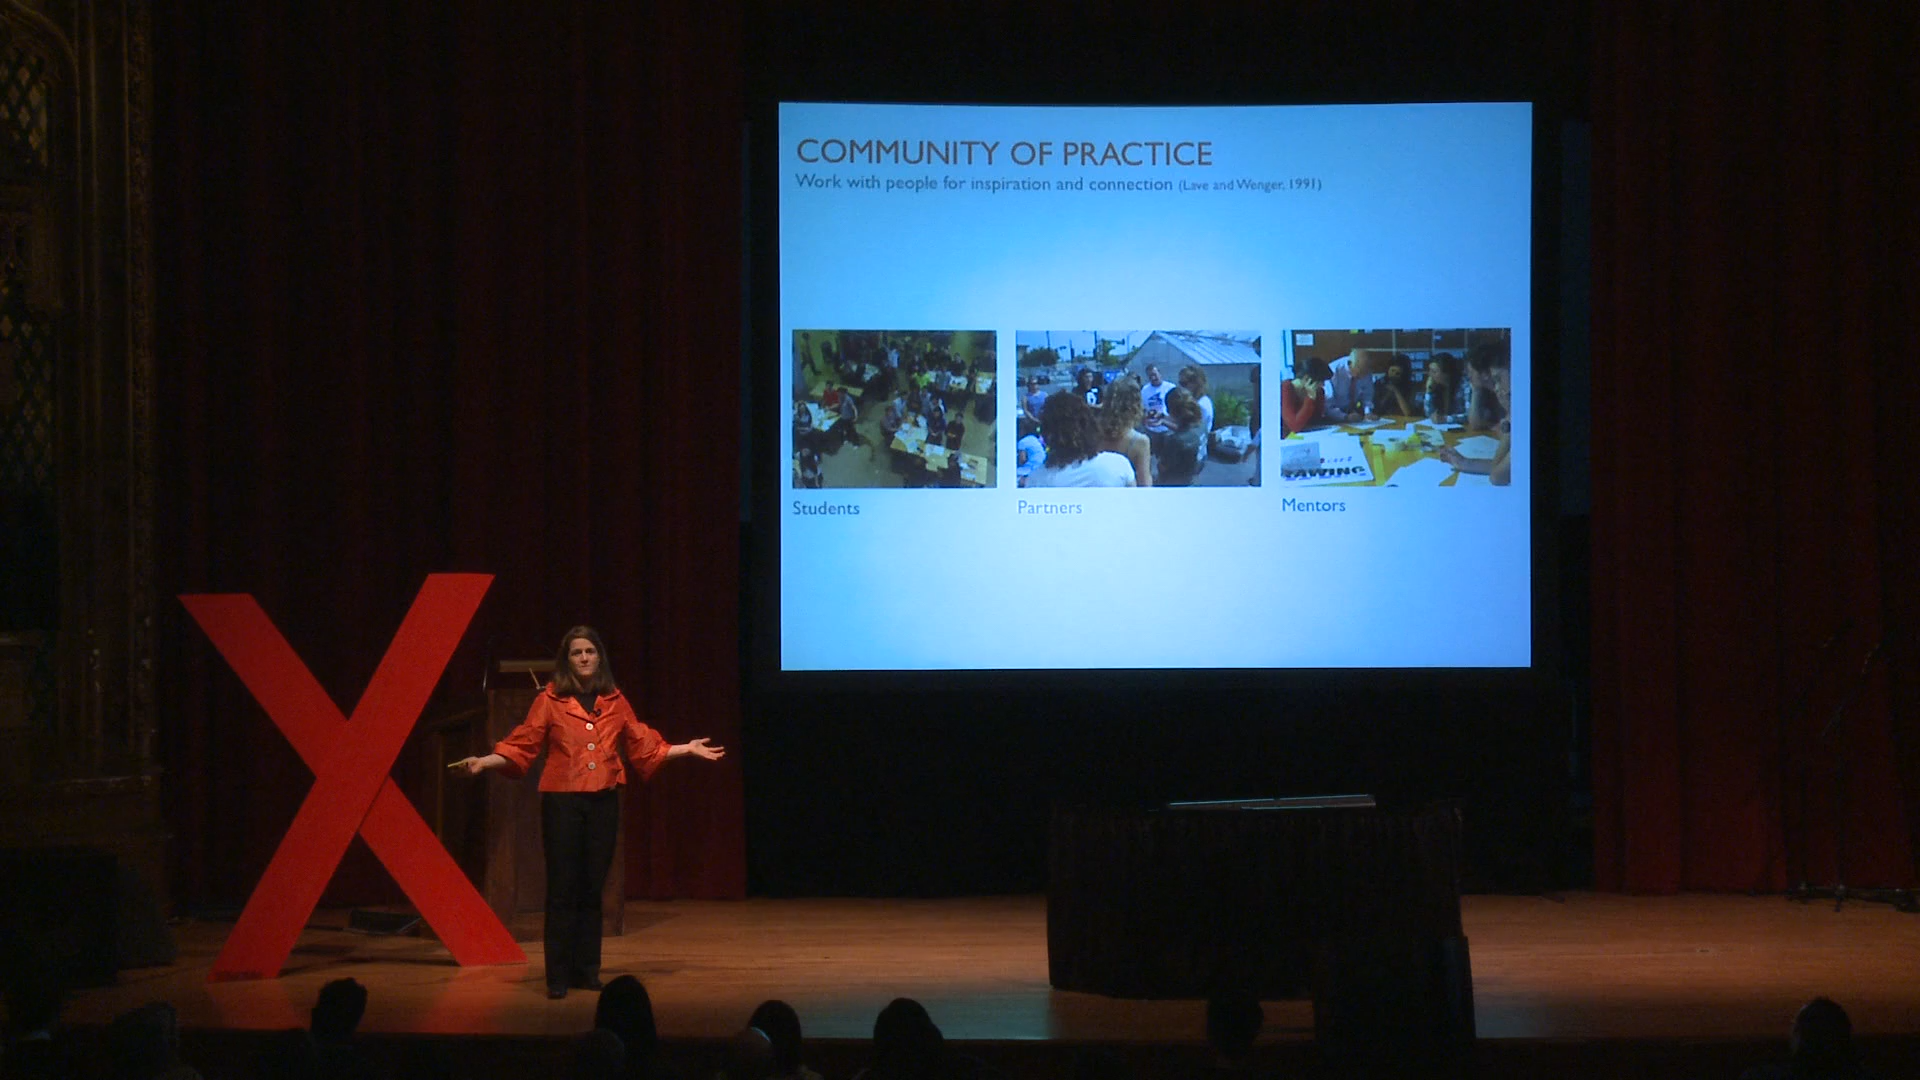 COMMUNITY OF PRACTICE
Work with people for inspiration and connection (Lave and Wenger, 1991)
Students
Partners
Mentors
X